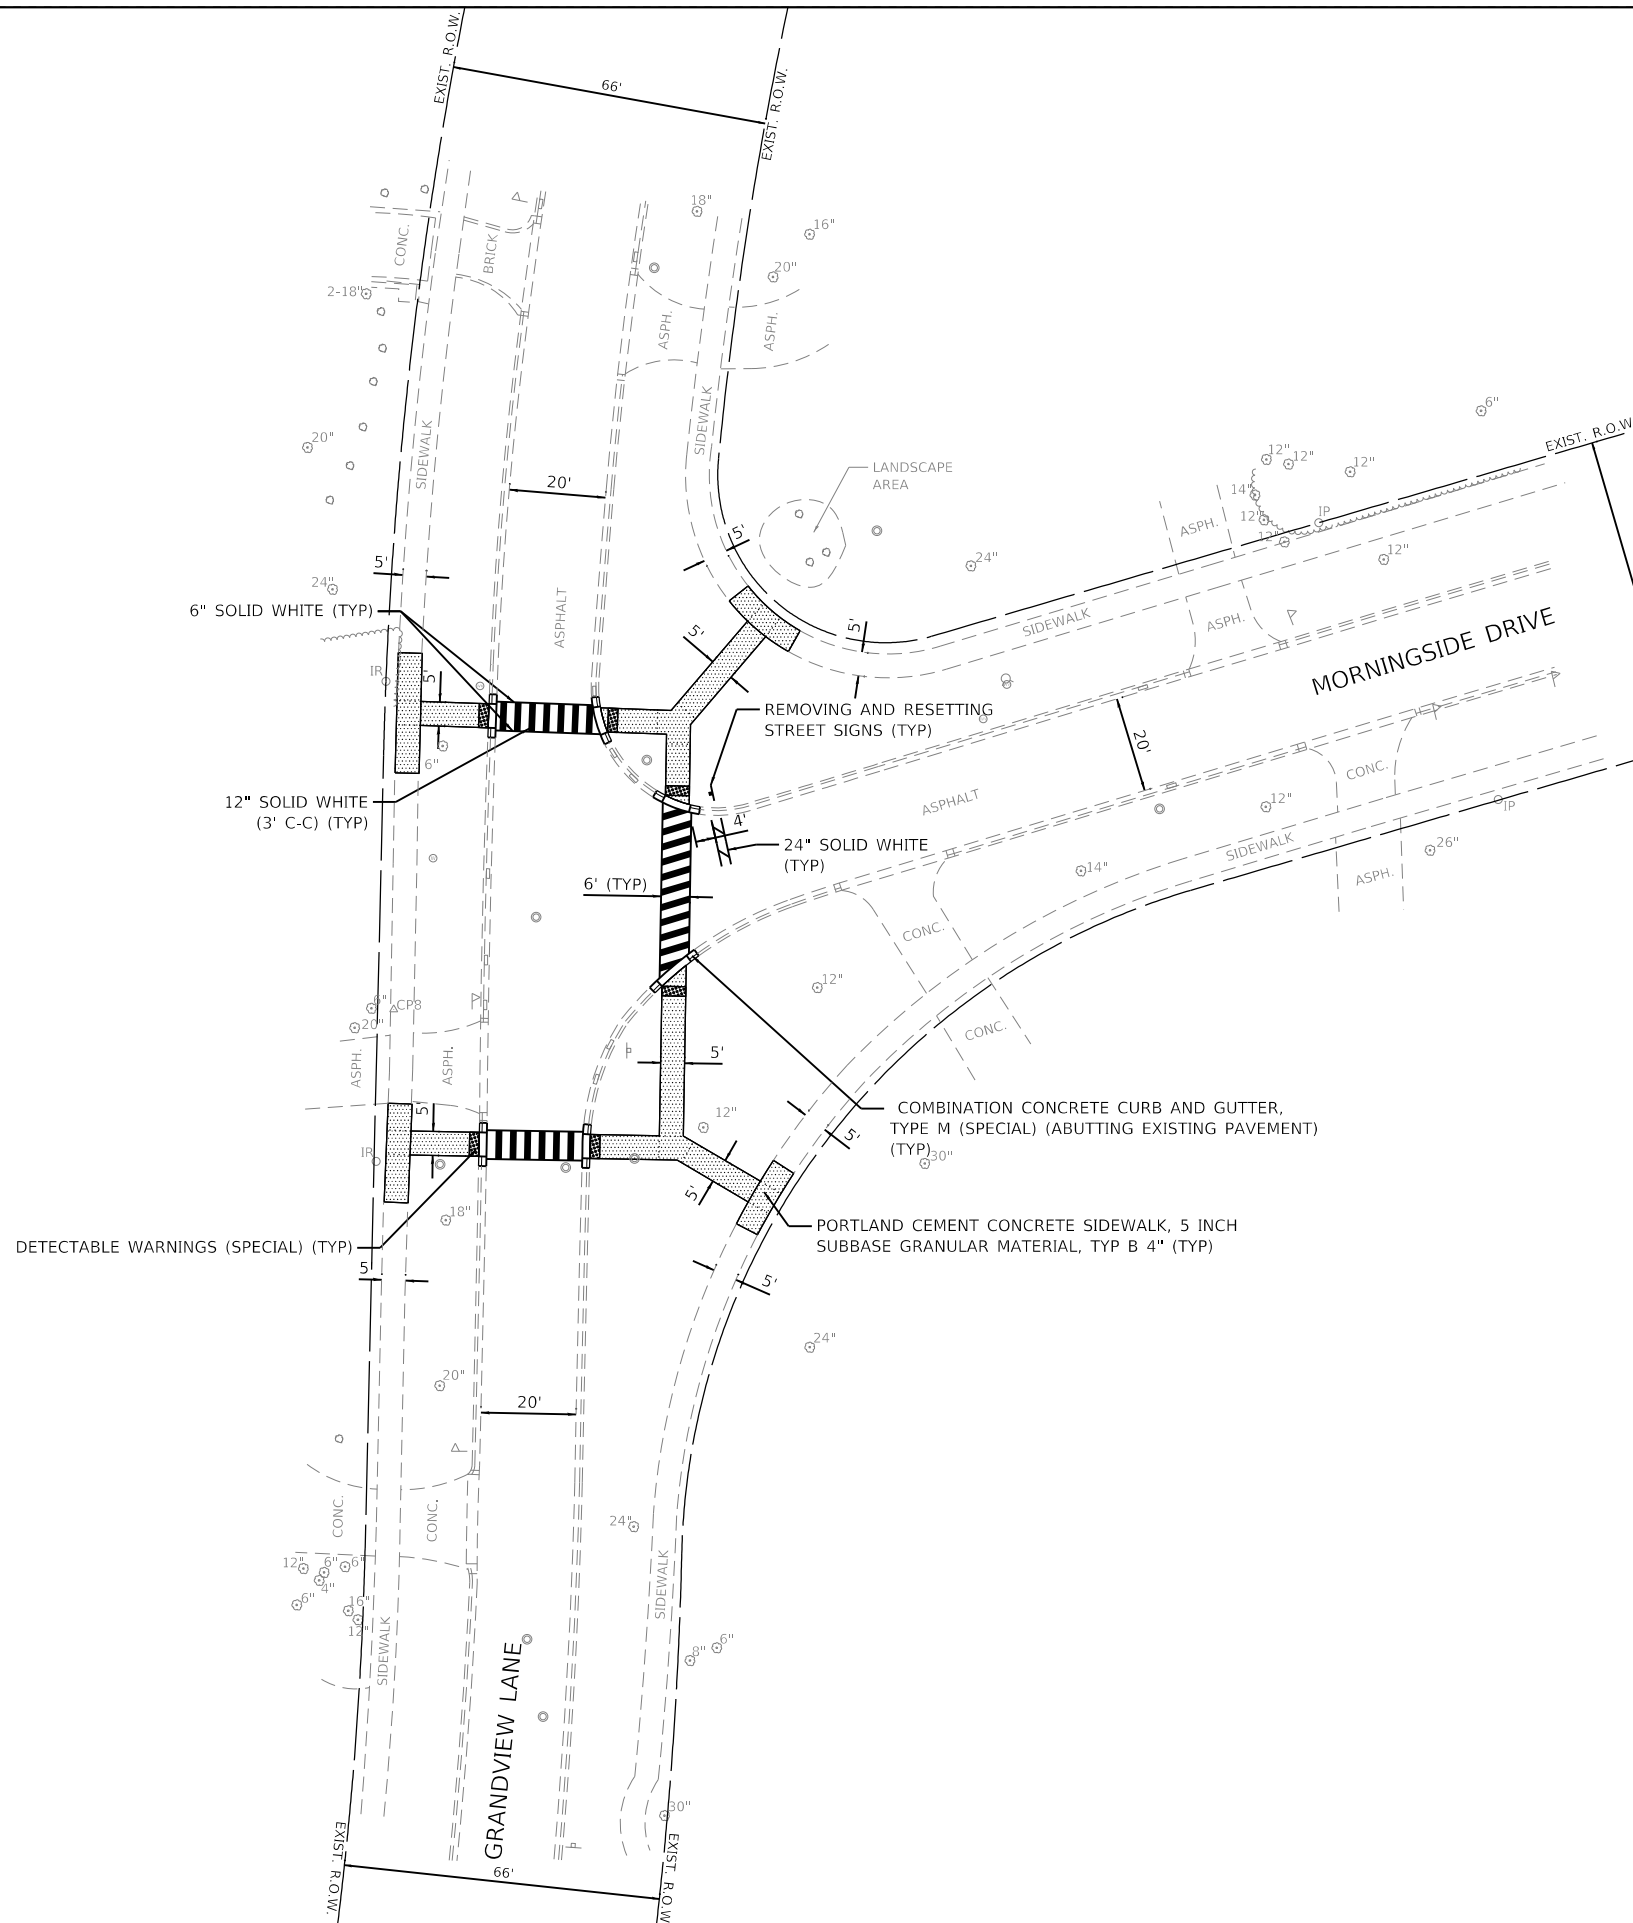 EXIST. R.O.W.
66'
EXIST. R.O.W.
18"
16"
CONC.
BRICK
20"
2-18"
ASPH.
ASPH.
SIDEWALK
SIDEWALK
20"
LANDSCAPE
AREA
20'
6"
EXIST. R.O.W.
12"
12"
12"
14"
IP
12"
12"
12"
ASPH.
5'
5'
24"
24"
6" SOLID WHITE (TYP)
ASPHALT
5'
5'
SIDEWALK
ASPH.
MORNINGSIDE DRIVE
IR
5'
REMOVING AND RESETTING
STREET SIGNS (TYP)
20'
6"
12" SOLID WHITE
(3' C-C) (TYP)
ASPHALT
CONC.
12"
IP
4'
24" SOLID WHITE
(TYP)
SIDEWALK
26"
6' (TYP)
14"
ASPH.
CONC.
12"
6"
CP8
20"
CONC.
ASPH.
ASPH.
5'
5'
12"
COMBINATION CONCRETE CURB AND GUTTER,
TYPE M (SPECIAL) (ABUTTING EXISTING PAVEMENT)
(TYP)
5'
30"
IR
5'
18"
PORTLAND CEMENT CONCRETE SIDEWALK, 5 INCH
SUBBASE GRANULAR MATERIAL, TYP B 4" (TYP)
DETECTABLE WARNINGS (SPECIAL) (TYP)
5'
5'
24"
20"
20'
CONC.
CONC.
24"
12"
6"
6"
4"
6"
16"
12"
SIDEWALK
SIDEWALK
6"
8"
GRANDVIEW LANE
30"
EXIST. R.O.W.
66'
EXIST. R.O.W.